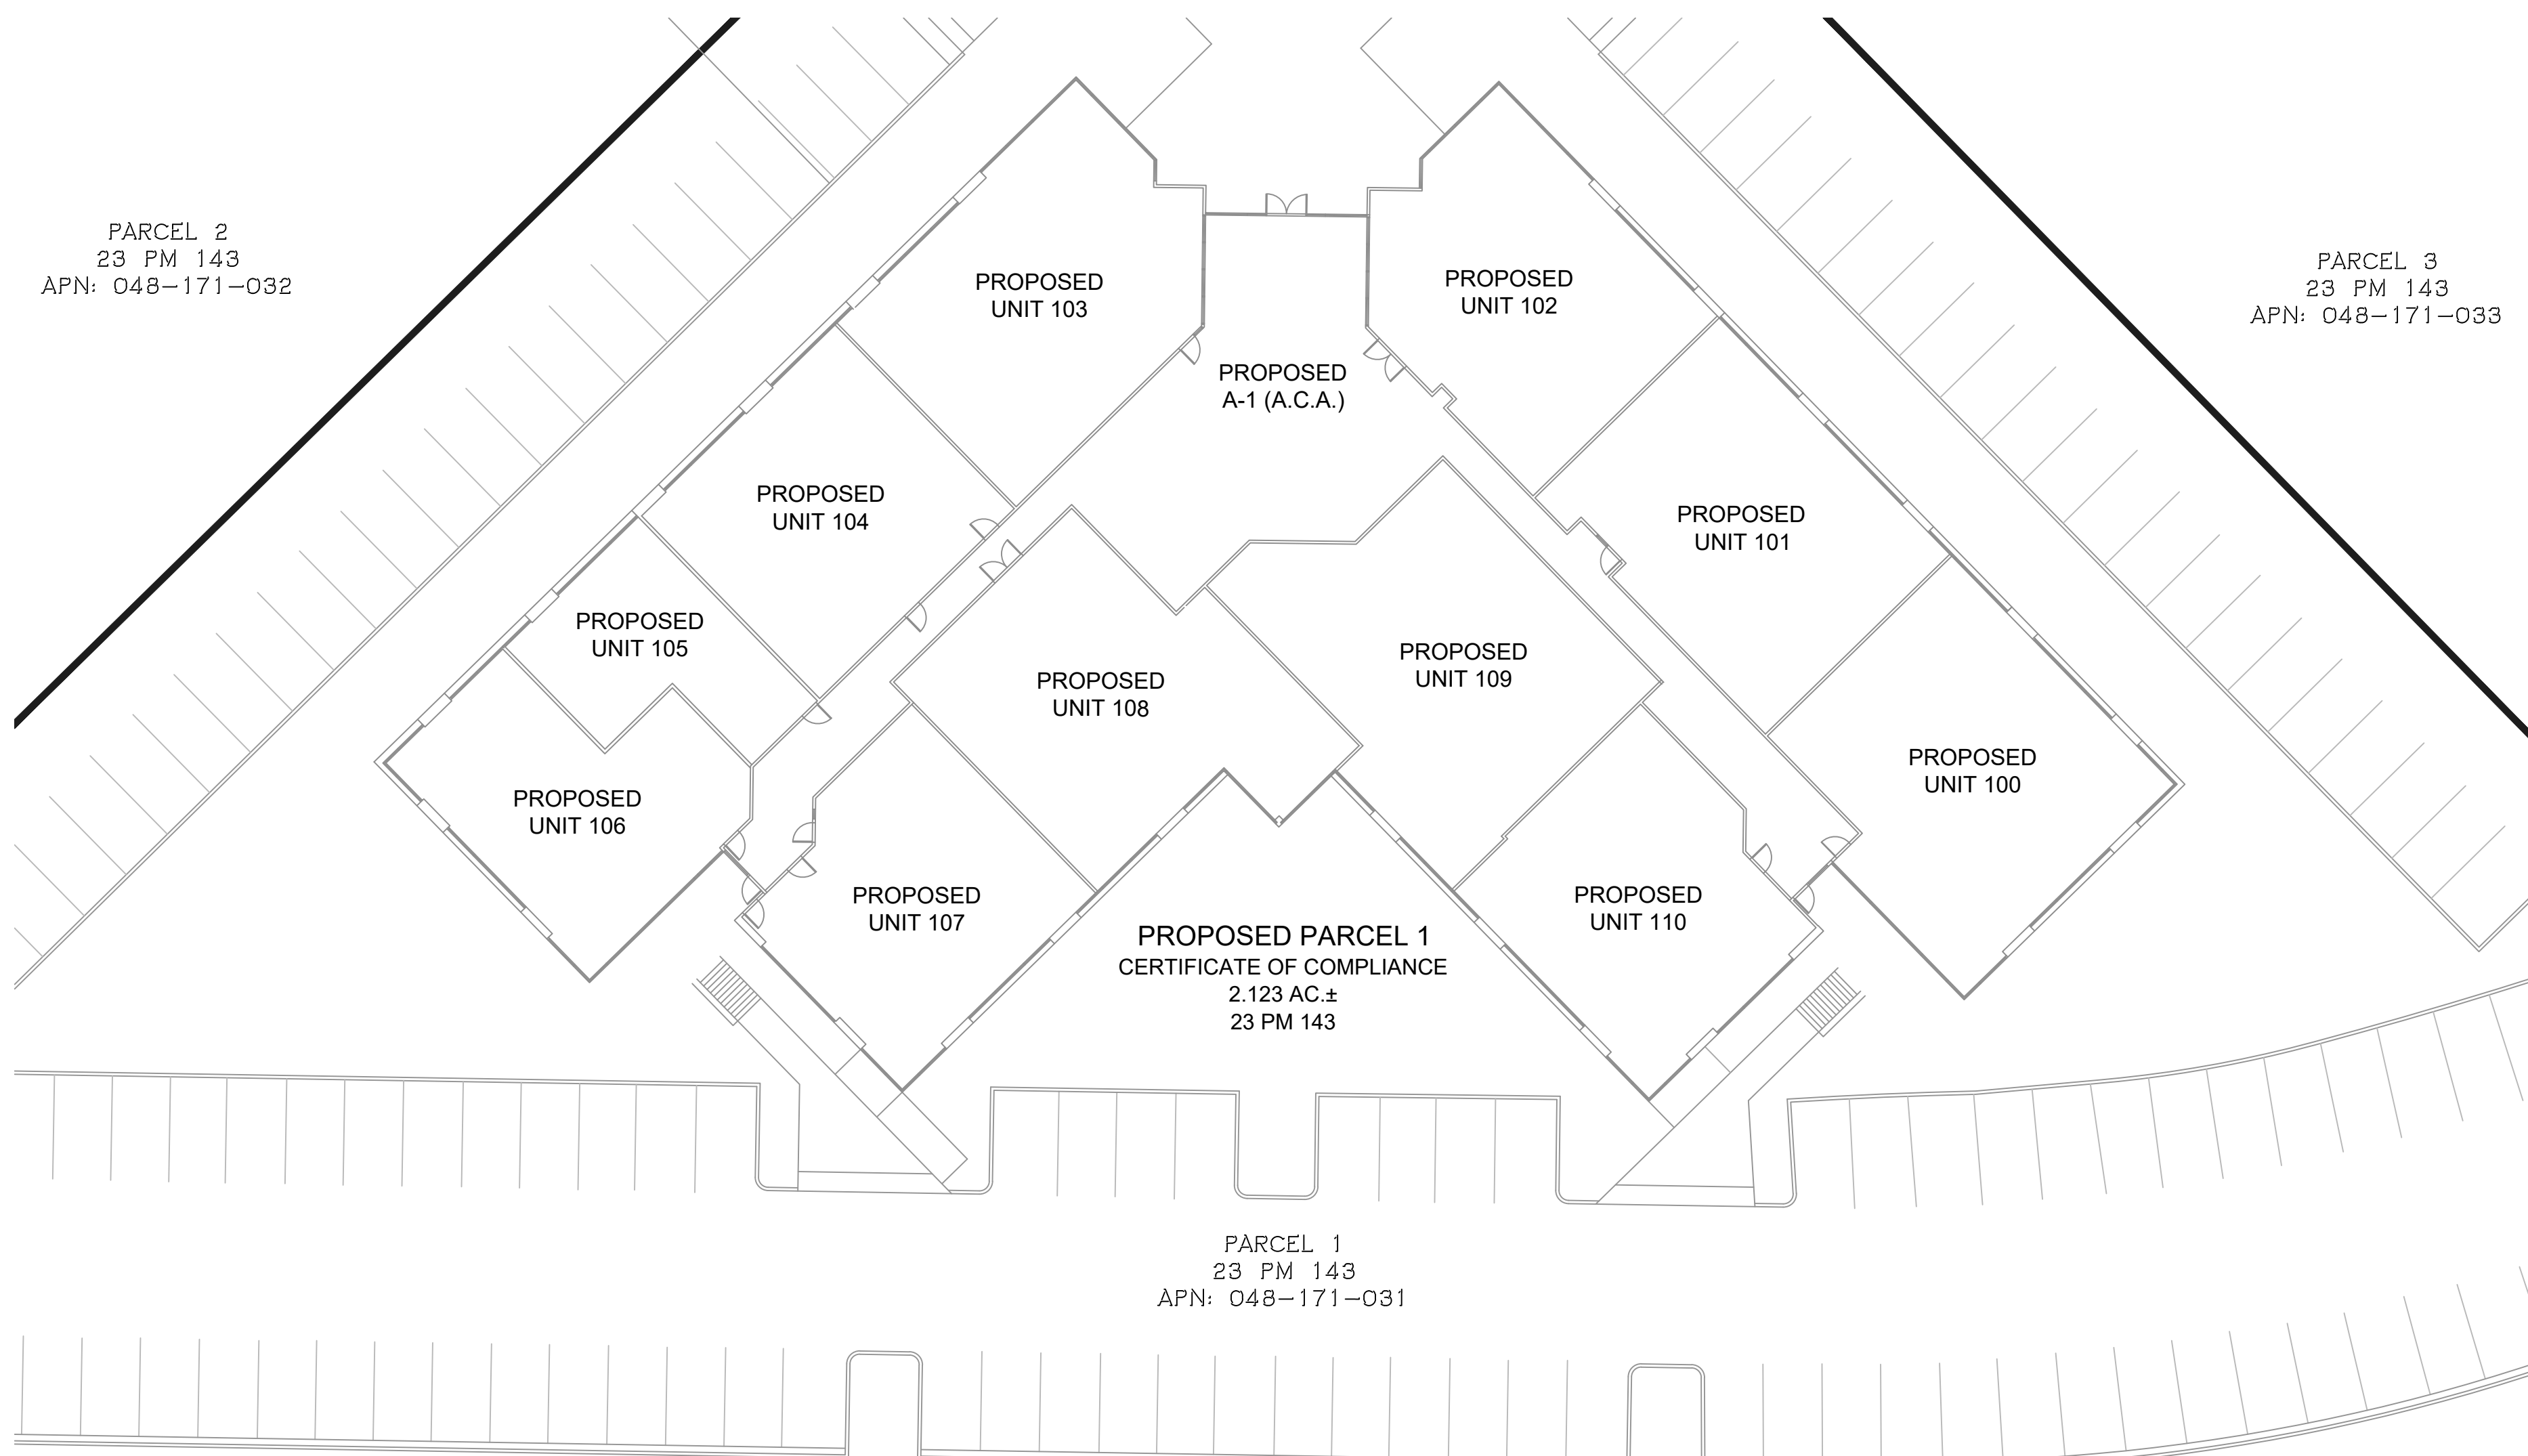 PARCEL 2
23 PM 143
APN: 048-171-032
PARCEL 3
23 PM 143
APN: 048-171-033
PROPOSED
UNIT 103
PROPOSED
UNIT 102
PROPOSED
A-1 (A.C.A.)
PROPOSED
UNIT 104
PROPOSED
UNIT 101
PROPOSED
UNIT 105
PROPOSED
UNIT 108
PROPOSED
UNIT 109
PROPOSED
UNIT 100
PROPOSED
UNIT 106
PROPOSED
UNIT 107
PROPOSED
UNIT 110
PROPOSED PARCEL 1
CERTIFICATE OF COMPLIANCE
2.123 AC.±
23 PM 143
PARCEL 1
23 PM 143
APN: 048-171-031